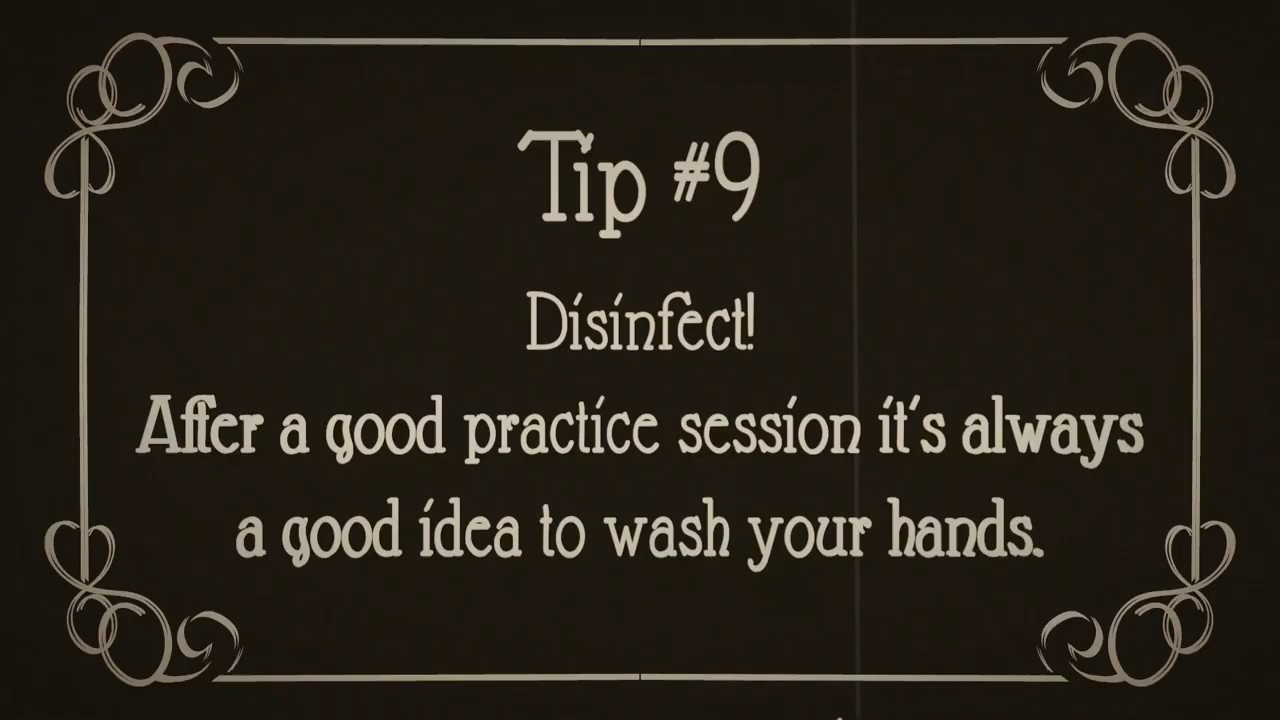 Tip #9
Disinfect!
After a good practice session it's always
a good idea to wash your hands.